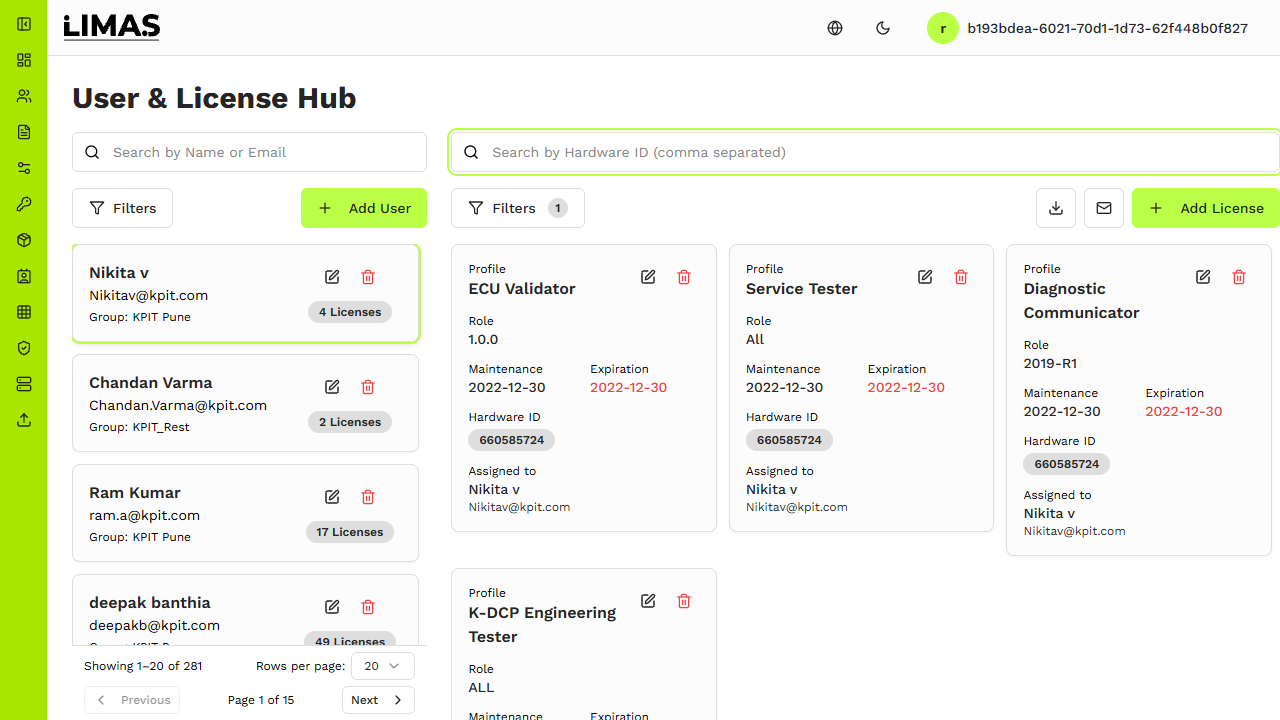 LIMAS
r
b193bdea-6021-70d1-1d73-62f448b0f827
User & License Hub
Search by Name or Email
Search by Hardware ID (comma separated)
Filters
Add User
Filters 1
Add License
Nikita v
Nikitav@kpit.com
Group: KPIT Pune
4 Licenses
Chandan Varma
Chandan.Varma@kpit.com
Group: KPIT_Rest
2 Licenses
Ram Kumar
ram.a@kpit.com
Group: KPIT Pune
17 Licenses
deepak banthia
deepakb@kpit.com
49 Licenses
Showing 1–20 of 281
Rows per page: 20
Previous
Page 1 of 15
Next
Profile
ECU Validator
Role
1.0.0
Maintenance Expiration
2022-12-30 2022-12-30
Hardware ID
660585724
Assigned to
Nikita v
Nikitav@kpit.com
Profile
Service Tester
Role
All
Maintenance Expiration
2022-12-30 2022-12-30
Hardware ID
660585724
Assigned to
Nikita v
Nikitav@kpit.com
Profile
Diagnostic
Communicator
Role
2019-R1
Maintenance Expiration
2022-12-30 2022-12-30
Hardware ID
660585724
Assigned to
Nikita v
Nikitav@kpit.com
Profile
K-DCP Engineering
Tester
Role
ALL
Maintenance Expiration